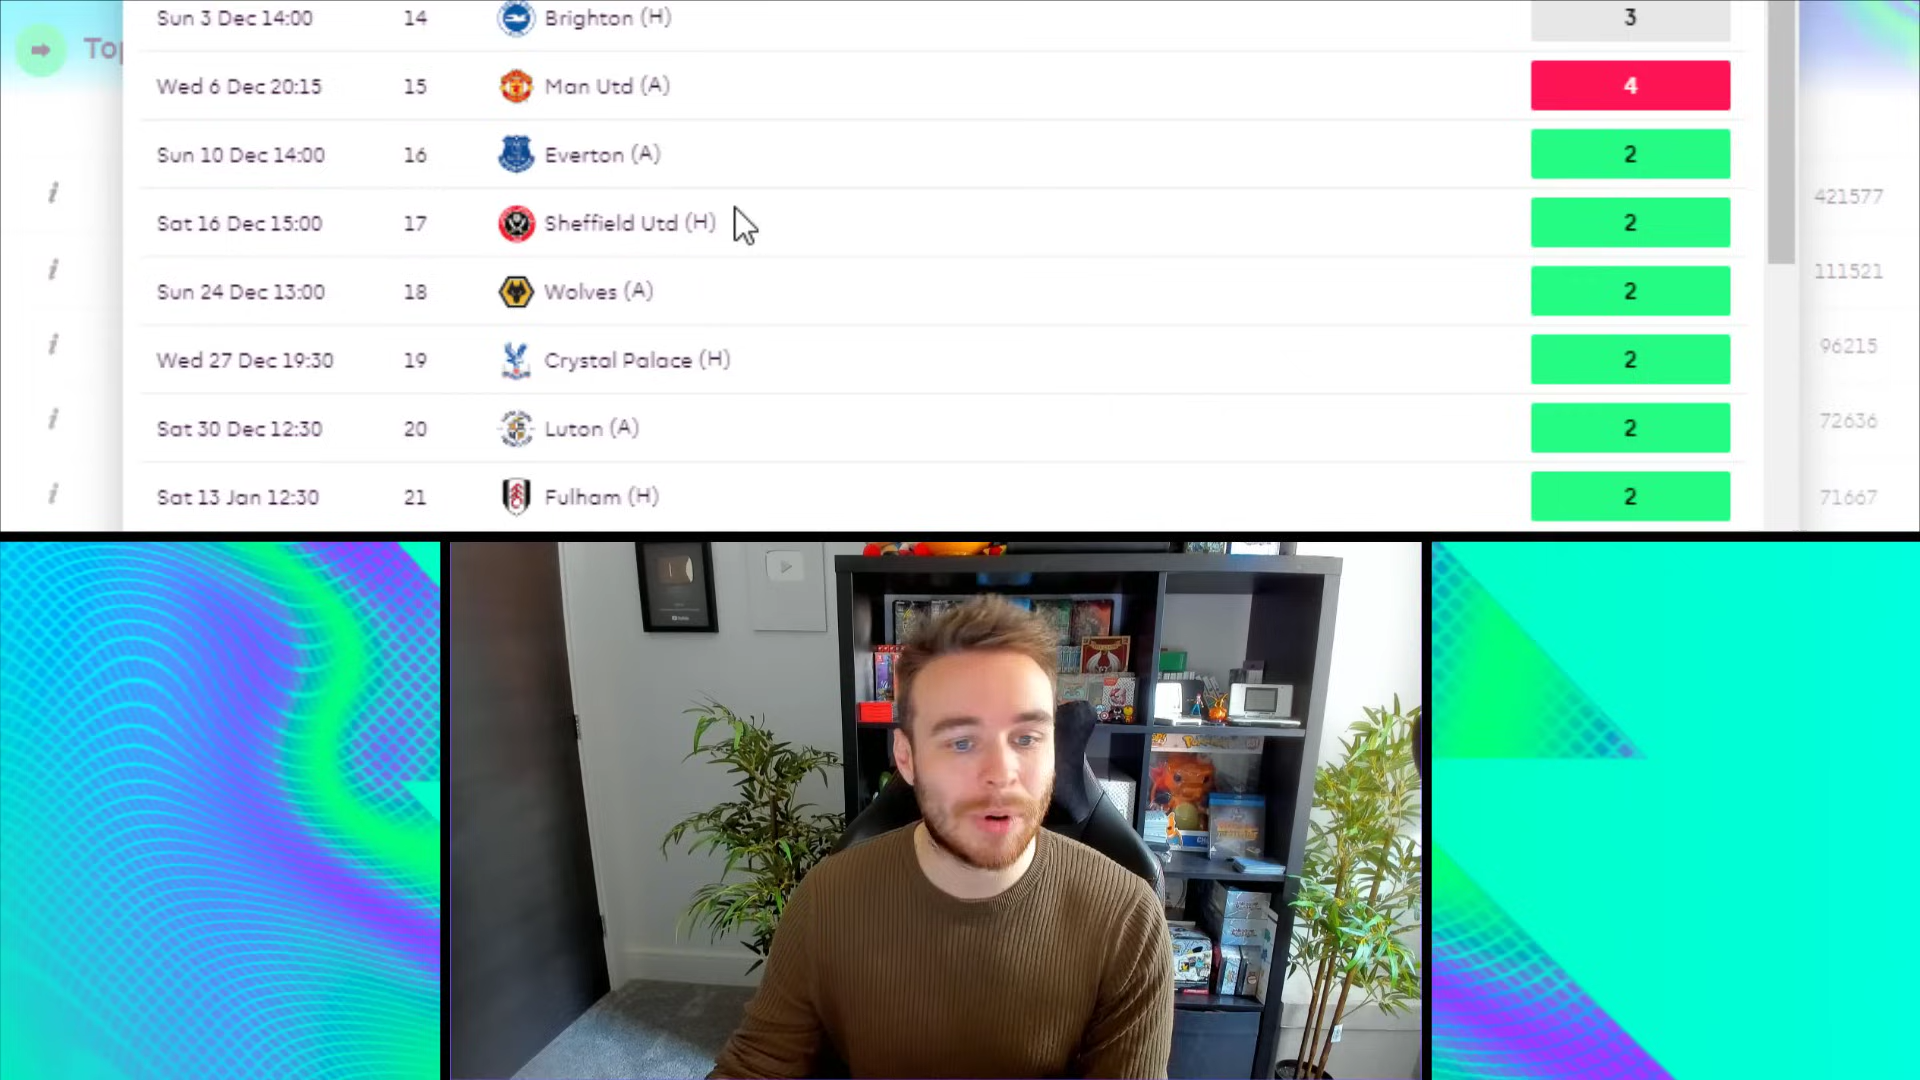 Top
Sun 3 Dec 14:00 14 Brighton (H) 3
Wed 6 Dec 20:15 15 Man Utd (A) 4
Sun 10 Dec 14:00 16 Everton (A) 2
Sat 16 Dec 15:00 17 Sheffield Utd (H) 2
Sun 24 Dec 13:00 18 Wolves (A) 2
Wed 27 Dec 19:30 19 Crystal Palace (H) 2
Sat 30 Dec 12:30 20 Luton (A) 2
Sat 13 Jan 12:30 21 Fulham (H) 2
i 421577
i 111521
i 96215
i 72636
i 71667